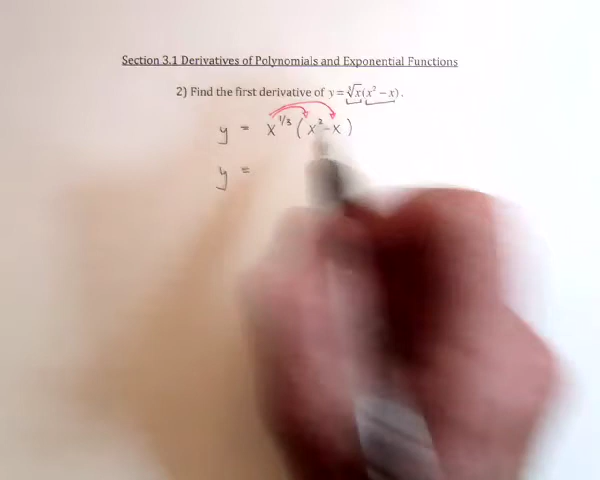 Section 3.1 Derivatives of Polynomials and Exponential Functions
2) Find the first derivative of y = ∛x(x² − x).
y = x^{1/3} (x² − x)
y =